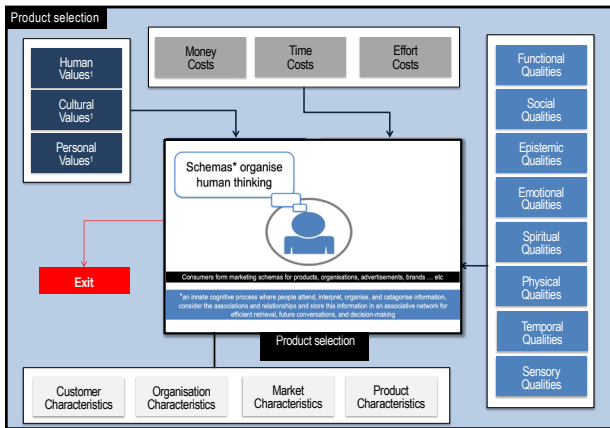 Product selection
Human
Values¹
Cultural
Values¹
Personal
Values¹
Money
Costs
Time
Costs
Effort
Costs
Functional
Qualities
Social
Qualities
Epistemic
Qualities
Emotional
Qualities
Spiritual
Qualities
Physical
Qualities
Temporal
Qualities
Sensory
Qualities
Schemas* organise
human thinking
Consumers form marketing schemas for products, organisations, advertisements, brands … etc
*an innate cognitive process where people attend, interpret, organise, and catagorise information,
consider the associations and relationships and store this information in an associative network for
efficient retrieval, future conversations, and decision-making
Exit
Product selection
Customer
Characteristics
Organisation
Characteristics
Market
Characteristics
Product
Characteristics